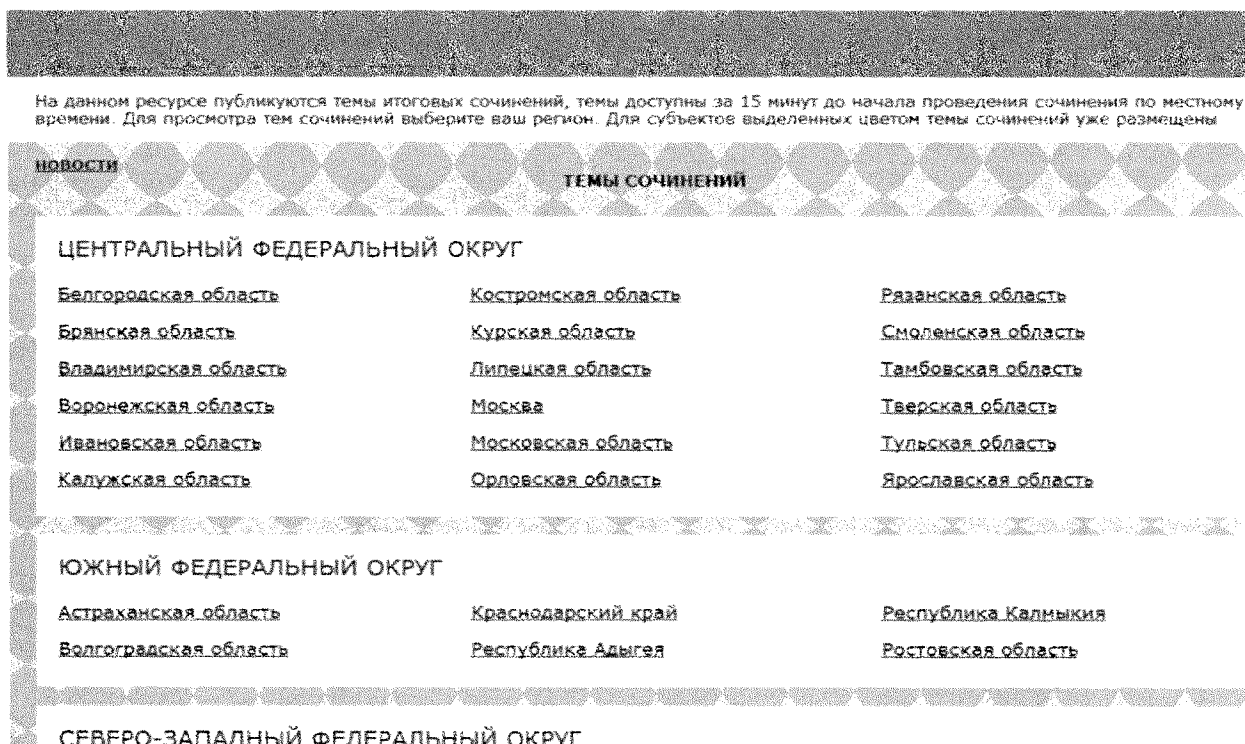 На данном ресурсе публикуются темы итоговых сочинений, темы доступны за 15 минут до начала проведения сочинения по местному
времени. Для просмотра тем сочинений выберите ваш регион. Для субъектов выделенных цветом темы сочинений уже размещены
НОВОСТИ
ТЕМЫ СОЧИНЕНИЙ
ЦЕНТРАЛЬНЫЙ ФЕДЕРАЛЬНЫЙ ОКРУГ
Белгородская область Костромская область Рязанская область
Брянская область Курская область Смоленская область
Владимирская область Липецкая область Тамбовская область
Воронежская область Москва Тверская область
Ивановская область Московская область Тульская область
Калужская область Орловская область Ярославская область
ЮЖНЫЙ ФЕДЕРАЛЬНЫЙ ОКРУГ
Астраханская область Краснодарский край Республика Калмыкия
Волгоградская область Республика Адыгея Ростовская область
СЕВЕРО-ЗАПАДНЫЙ ФЕДЕРАЛЬНЫЙ ОКРУГ